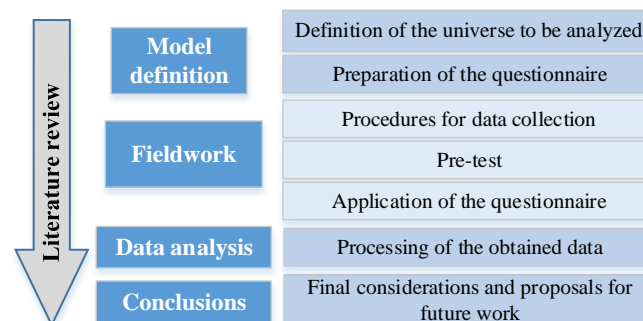 Literature review
Model
definition
Definition of the universe to be analyzed
Preparation of the questionnaire
Fieldwork
Procedures for data collection
Pre-test
Application of the questionnaire
Data analysis
Processing of the obtained data
Conclusions
Final considerations and proposals for
future work